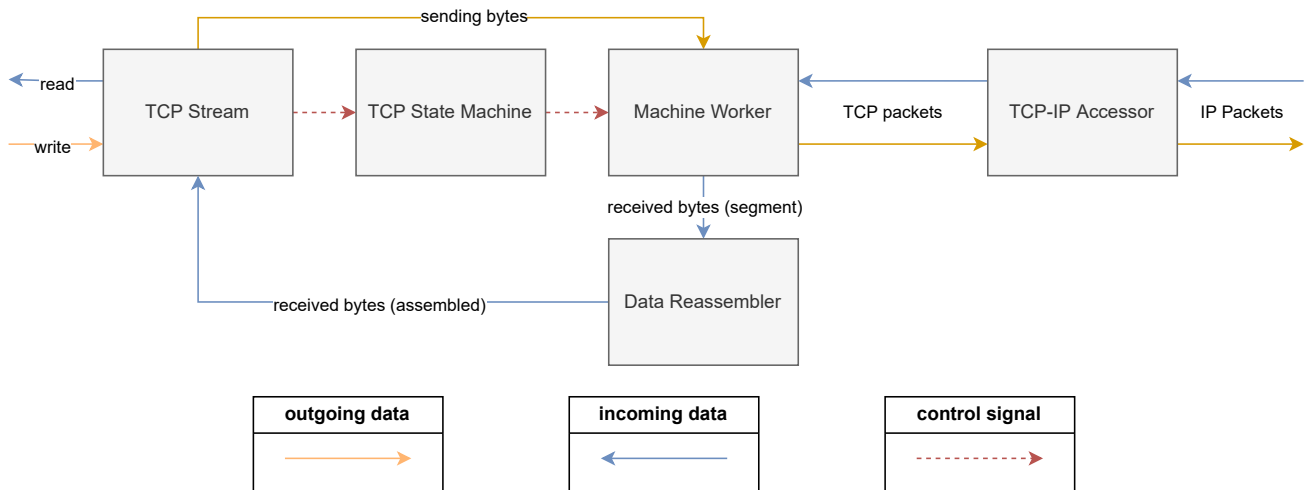 sending bytes
read
TCP Stream
TCP State Machine
Machine Worker
TCP packets
TCP-IP Accessor
IP Packets
write
received bytes (segment)
Data Reassembler
received bytes (assembled)
outgoing data
incoming data
control signal